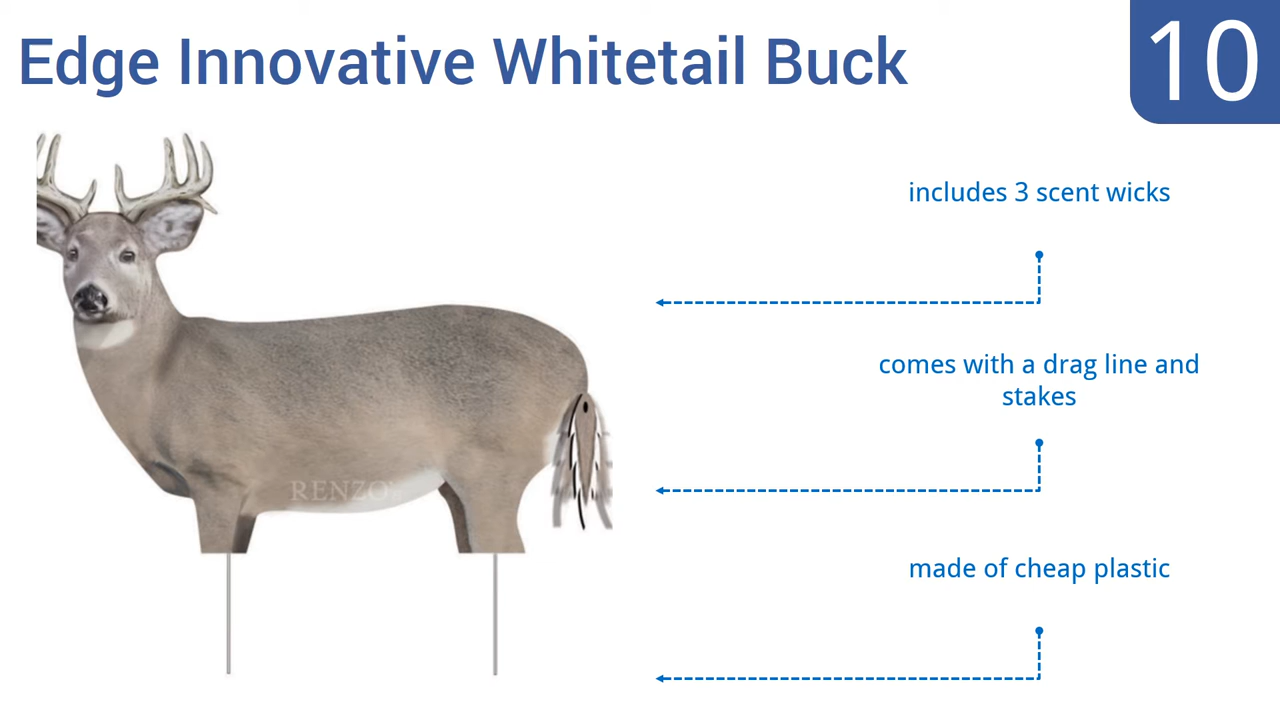 Edge Innovative Whitetail Buck
10
includes 3 scent wicks
comes with a drag line and
stakes
made of cheap plastic
RENZO